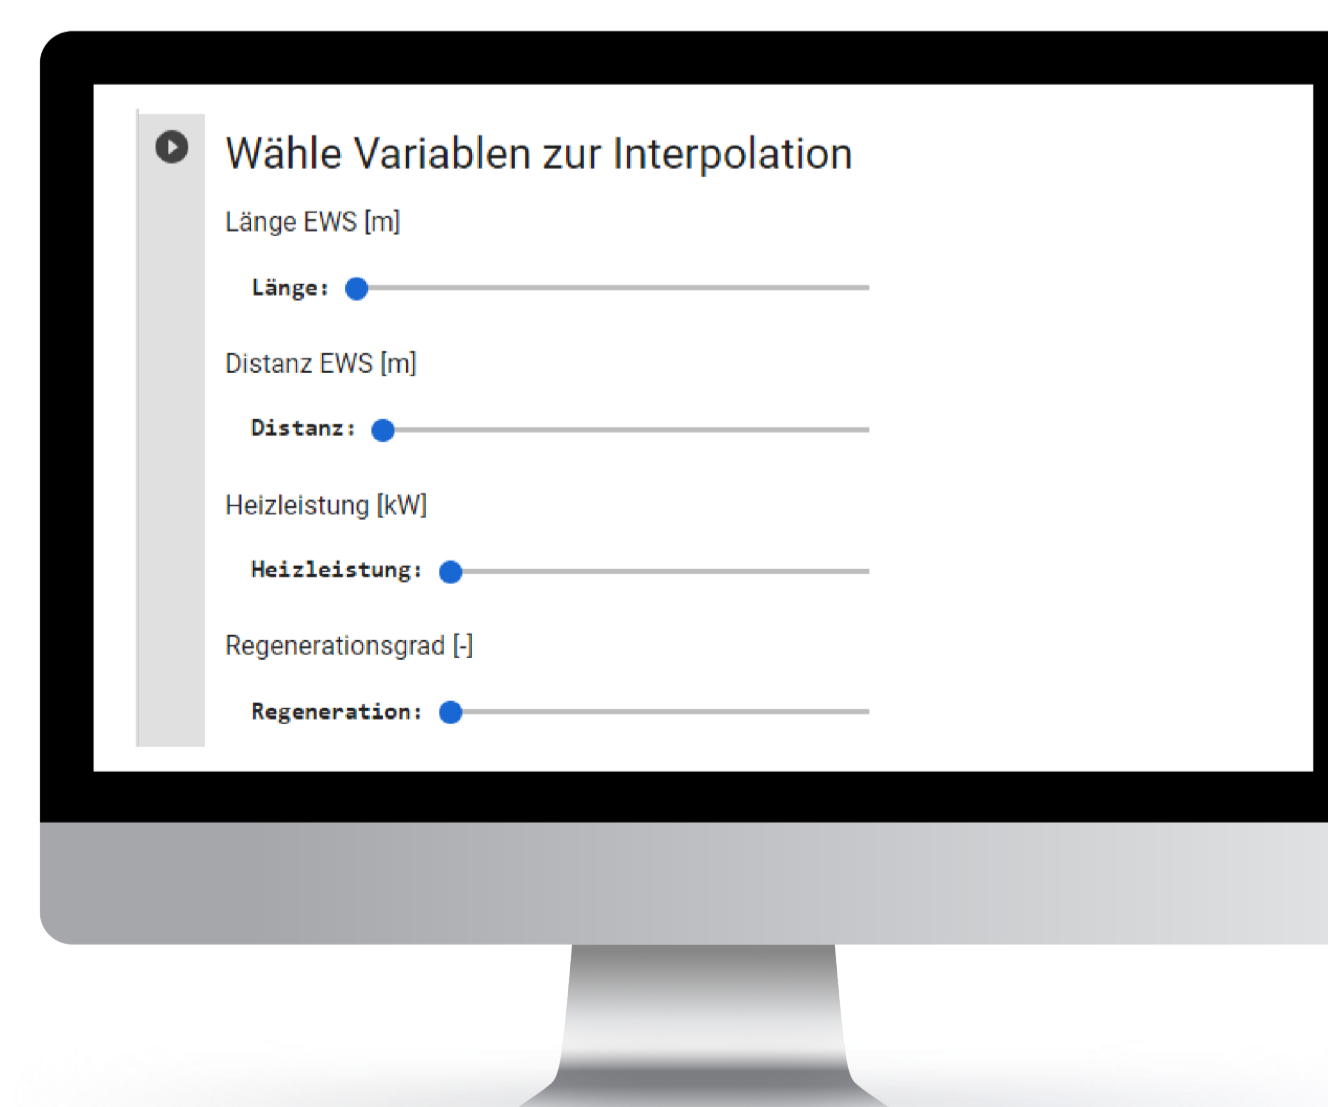 Wähle Variablen zur Interpolation
Länge EWS [m]
Länge:
Distanz EWS [m]
Distanz:
Heizleistung [kW]
Heizleistung:
Regenerationsgrad [-]
Regeneration: